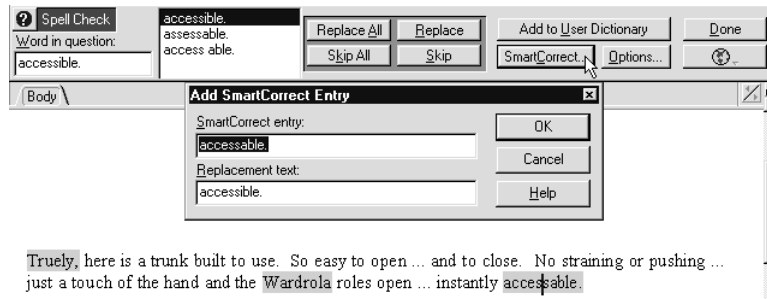 Spell Check
Word in question:
accessible.
accessible.
assessable.
access able.
Replace All
Replace
Skip All
Skip
Add to User Dictionary
Done
SmartCorrect...
Options...
Body
Add SmartCorrect Entry
SmartCorrect entry:
accessable.
Replacement text:
accessible.
OK
Cancel
Help
Truely, here is a trunk built to use. So easy to open ... and to close. No straining or pushing ...
just a touch of the hand and the Wardrola roles open ... instantly accessable.